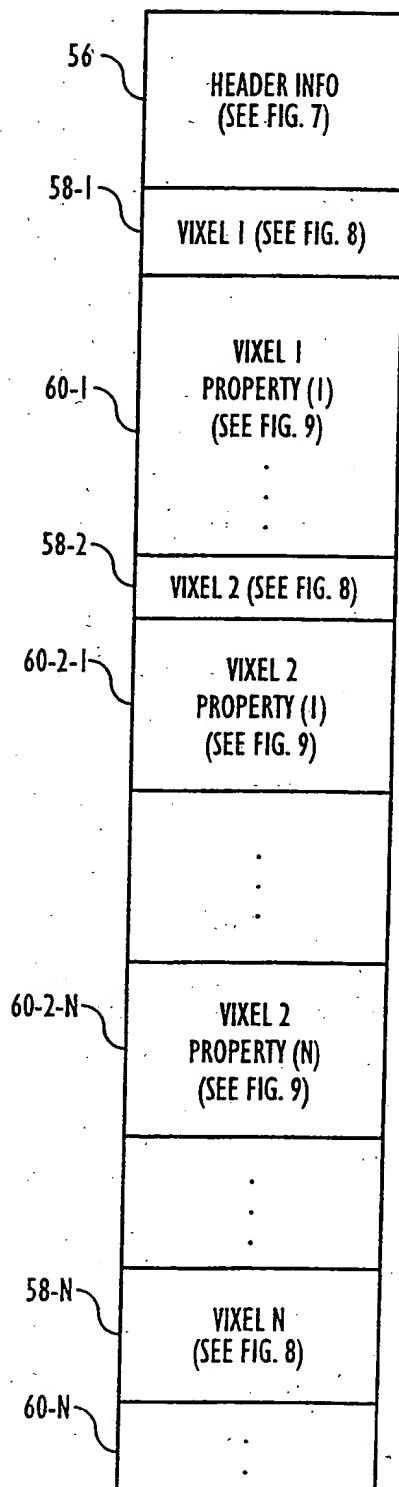 56
HEADER INFO
(SEE FIG. 7)
58-1
VIXEL 1 (SEE FIG. 8)
60-1
VIXEL 1
PROPERTY (1)
(SEE FIG. 9)
58-2
VIXEL 2 (SEE FIG. 8)
60-2-1
VIXEL 2
PROPERTY (1)
(SEE FIG. 9)
60-2-N
VIXEL 2
PROPERTY (N)
(SEE FIG. 9)
58-N
VIXEL N
(SEE FIG. 8)
60-N